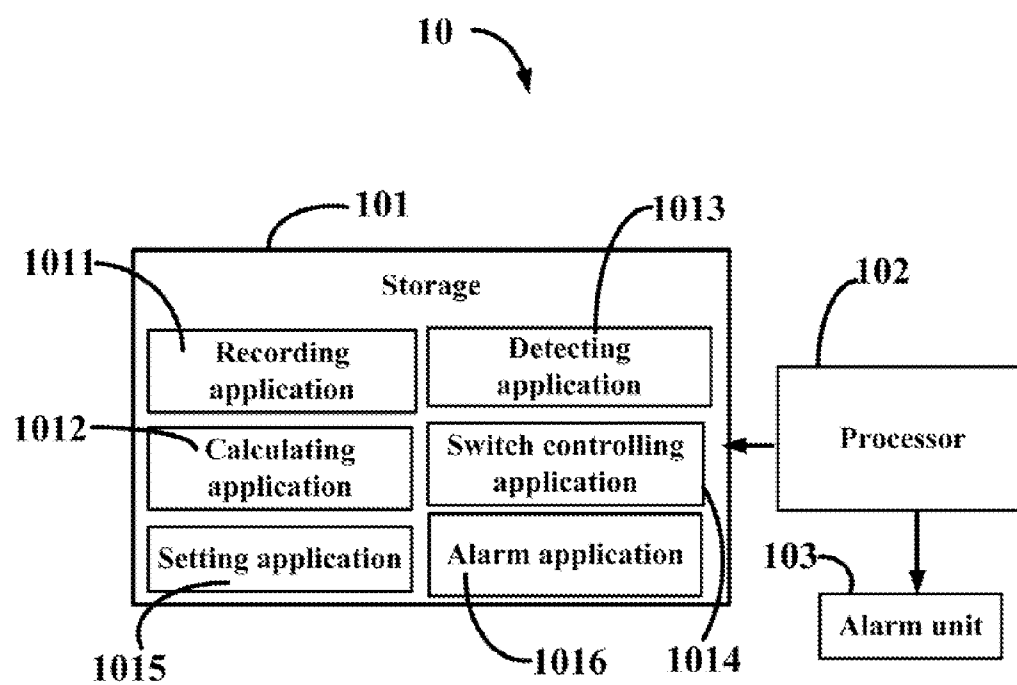 10
101
1013
1011
102
Storage
Recording
application
Detecting
application
1012
Calculating
application
Switch controlling
application
Processor
Setting application
Alarm application
103
Alarm unit
1015
1016
1014